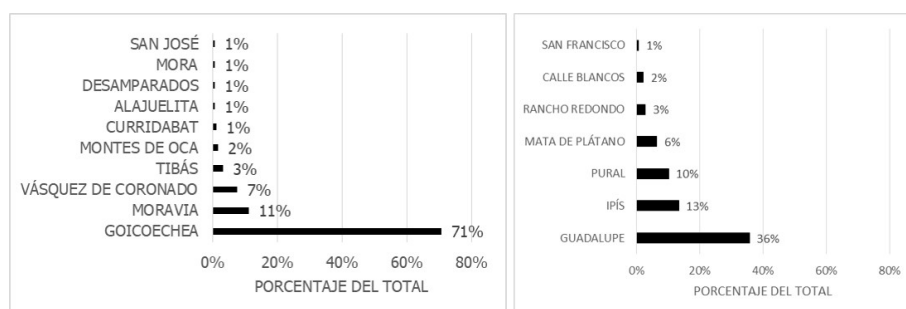 SAN JOSÉ 1%
MORA 1%
DESAMPARADOS 1%
ALAJUELITA 1%
CURRIDABAT 1%
MONTES DE OCA 2%
TIBÁS 3%
VÁSQUEZ DE CORONADO 7%
MORAVIA 11%
GOICOECHEA 71%
0% 20% 40% 60% 80%
PORCENTAJE DEL TOTAL
SAN FRANCISCO 1%
CALLE BLANCOS 2%
RANCHO REDONDO 3%
MATA DE PLÁTANO 6%
PURAL 10%
IPÍS 13%
GUADALUPE 36%
0% 20% 40% 60% 80%
PORCENTAJE DEL TOTAL